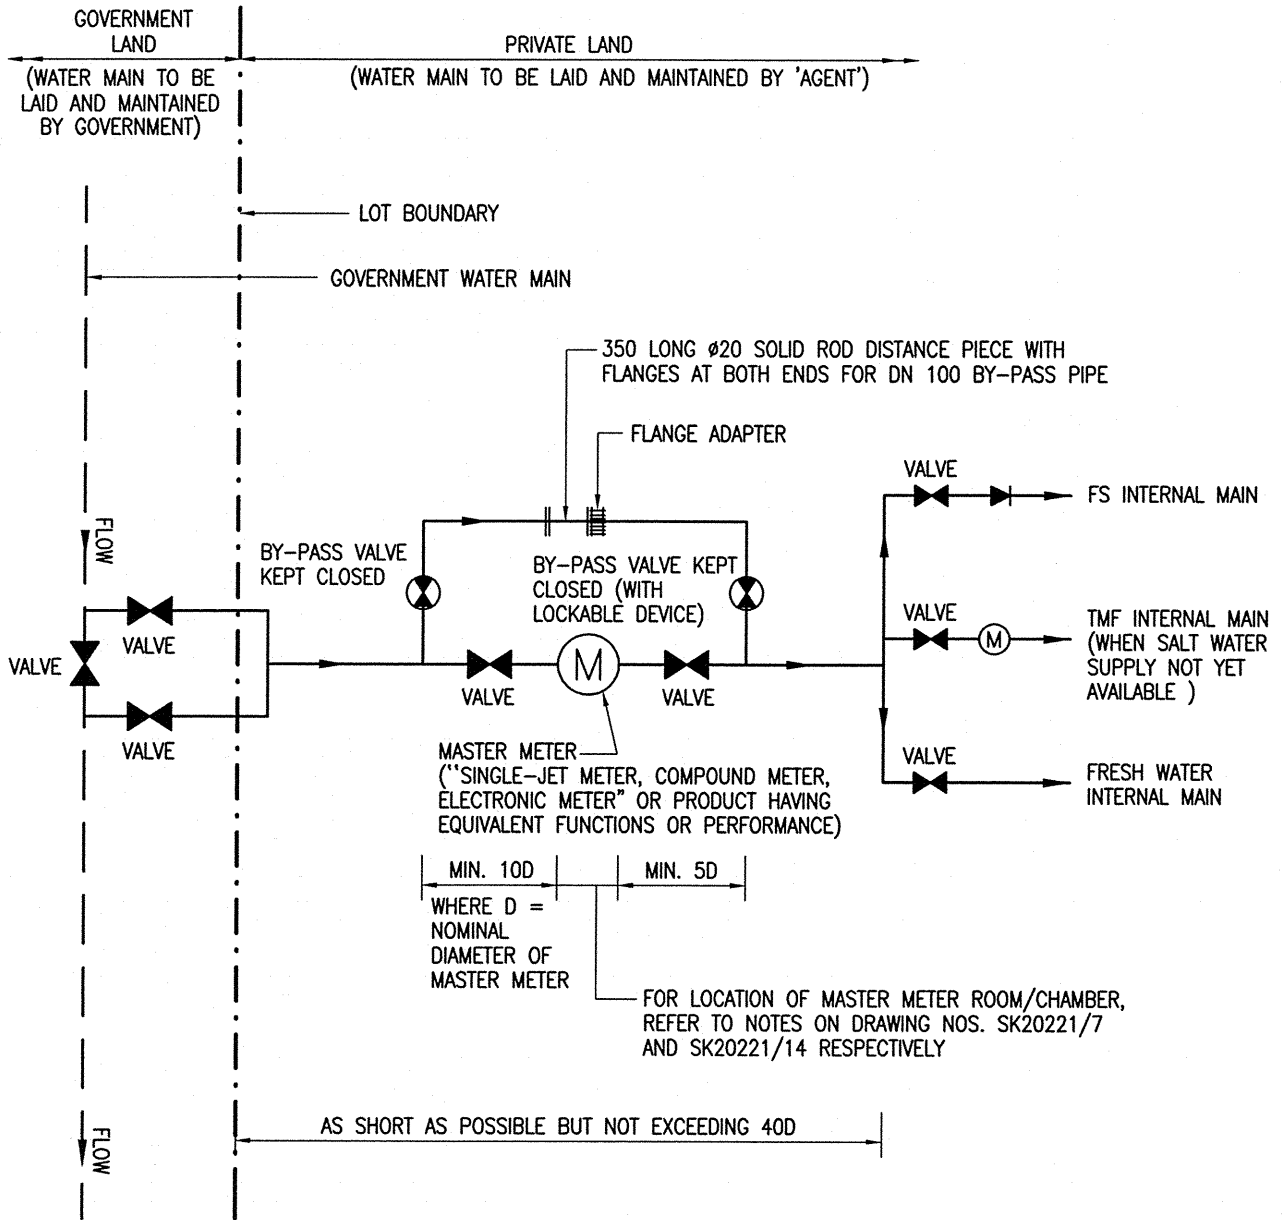 GOVERNMENT
LAND
(WATER MAIN TO BE
LAID AND MAINTAINED
BY GOVERNMENT)
PRIVATE LAND
(WATER MAIN TO BE LAID AND MAINTAINED BY 'AGENT')
LOT BOUNDARY
GOVERNMENT WATER MAIN
350 LONG ø20 SOLID ROD DISTANCE PIECE WITH
FLANGES AT BOTH ENDS FOR DN 100 BY-PASS PIPE
FLANGE ADAPTER
VALVE
FS INTERNAL MAIN
FLOW
BY-PASS VALVE
KEPT CLOSED
BY-PASS VALVE KEPT
CLOSED (WITH
LOCKABLE DEVICE)
VALVE
M
TMF INTERNAL MAIN
(WHEN SALT WATER
SUPPLY NOT YET
AVAILABLE )
VALVE
VALVE
VALVE
M
VALVE
VALVE
VALVE
MASTER METER
(“SINGLE-JET METER, COMPOUND METER,
ELECTRONIC METER” OR PRODUCT HAVING
EQUIVALENT FUNCTIONS OR PERFORMANCE)
VALVE
FRESH WATER
INTERNAL MAIN
MIN. 10D
MIN. 5D
WHERE D =
NOMINAL
DIAMETER OF
MASTER METER
FOR LOCATION OF MASTER METER ROOM/CHAMBER,
REFER TO NOTES ON DRAWING NOS. SK20221/7
AND SK20221/14 RESPECTIVELY
AS SHORT AS POSSIBLE BUT NOT EXCEEDING 40D
FLOW